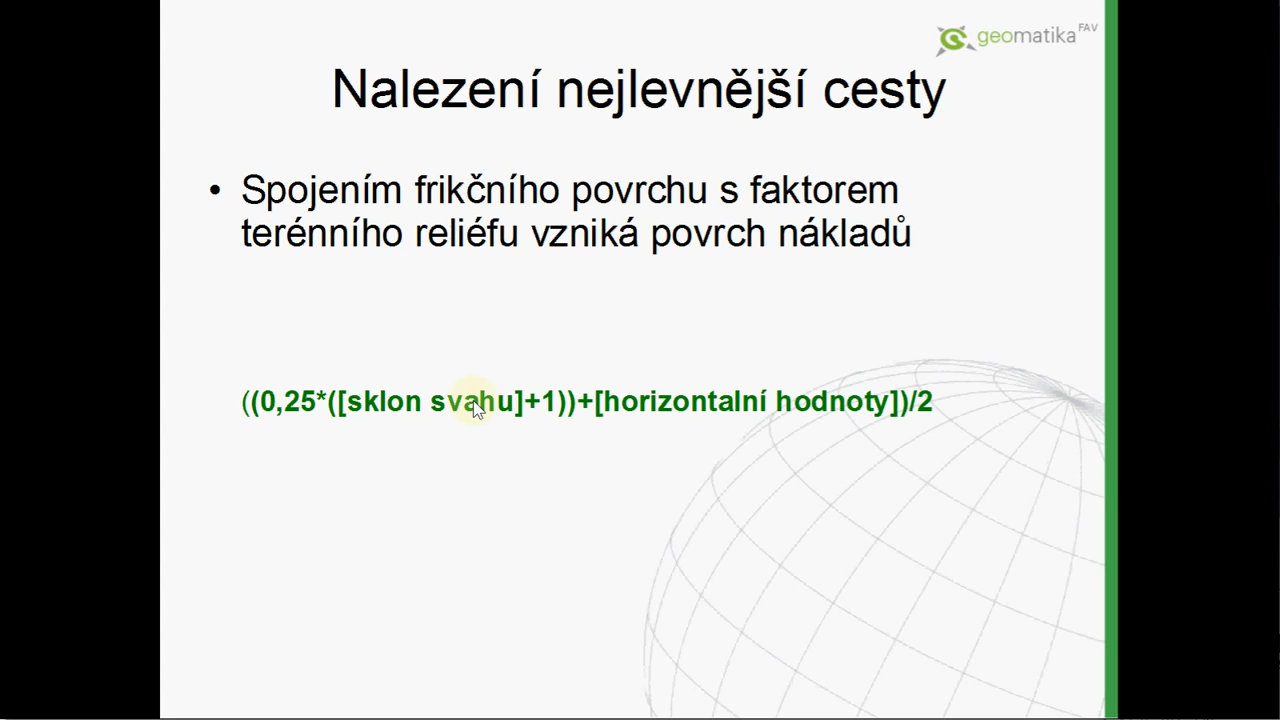 geomatika FAV
Nalezení nejlevnější cesty
• Spojením frikčního povrchu s faktorem
terénního reliéfu vzniká povrch nákladů
((0,25*([sklon svahu]+1))+[horizontalní hodnoty])/2